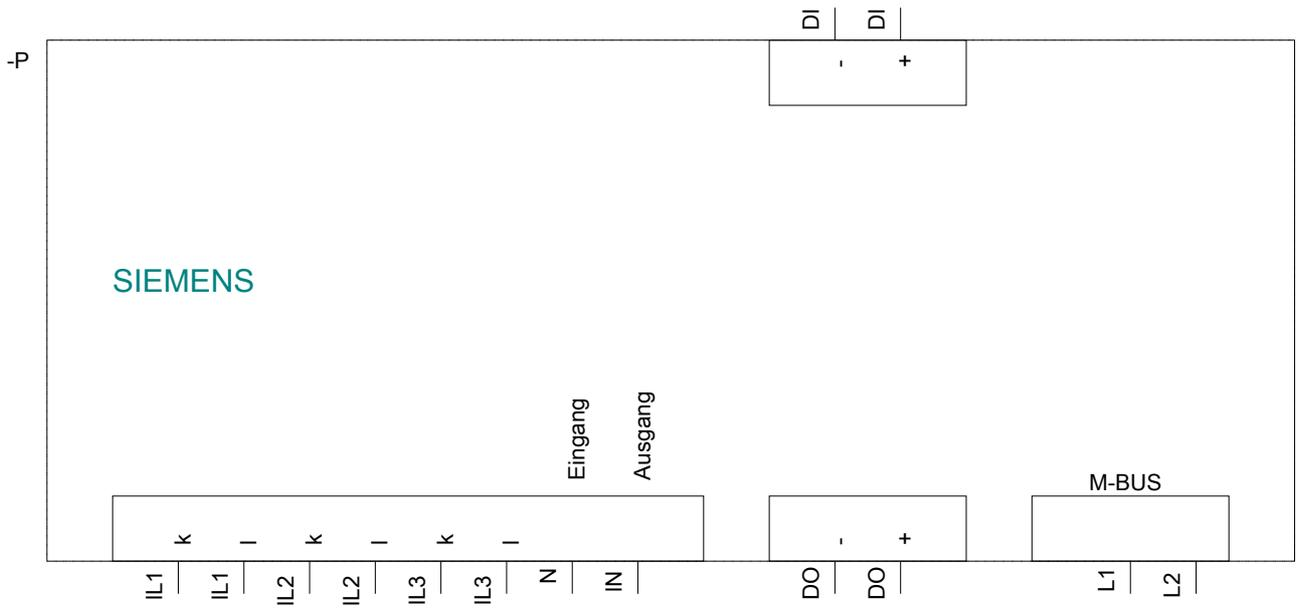 DI DI
-P
- +
SIEMENS
Eingang
Ausgang
M-BUS
k l k l k l
- +
IL1 IL1 IL2 IL2 IL3 IL3 N IN
DO DO
L1 L2